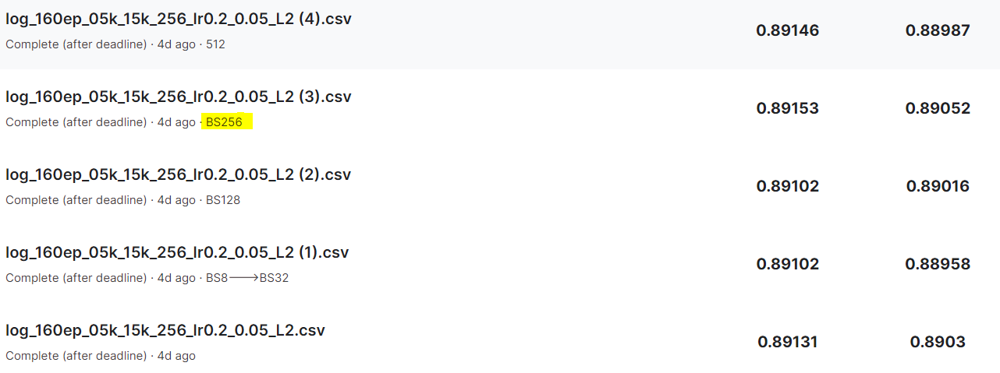 log_160ep_05k_15k_256_lr0.2_0.05_L2 (4).csv
Complete (after deadline) · 4d ago · 512
0.89146 0.88987
log_160ep_05k_15k_256_lr0.2_0.05_L2 (3).csv
Complete (after deadline) · 4d ago · BS256
0.89153 0.89052
log_160ep_05k_15k_256_lr0.2_0.05_L2 (2).csv
Complete (after deadline) · 4d ago · BS128
0.89102 0.89016
log_160ep_05k_15k_256_lr0.2_0.05_L2 (1).csv
Complete (after deadline) · 4d ago · BS8--->BS32
0.89102 0.88958
log_160ep_05k_15k_256_lr0.2_0.05_L2.csv
Complete (after deadline) · 4d ago
0.89131 0.8903